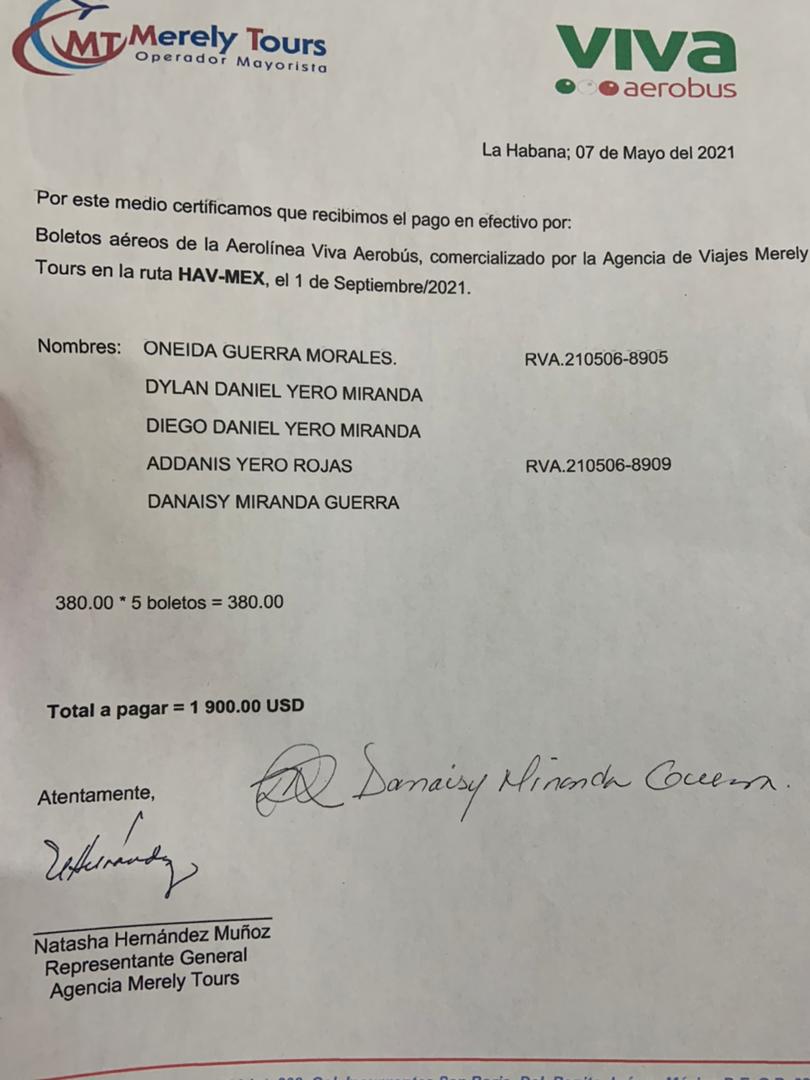 MT Merely Tours
Operador Mayorista
VIVA
aerobus
La Habana; 07 de Mayo del 2021
Por este medio certificamos que recibimos el pago en efectivo por:
Boletos aéreos de la Aerolínea Viva Aerobús, comercializado por la Agencia de Viajes Merely
Tours en la ruta HAV-MEX, el 1 de Septiembre/2021.
Nombres: ONEIDA GUERRA MORALES. RVA.210506-8905
DYLAN DANIEL YERO MIRANDA
DIEGO DANIEL YERO MIRANDA
ADDANIS YERO ROJAS RVA.210506-8909
DANAISY MIRANDA GUERRA
380.00 * 5 boletos = 380.00
Total a pagar = 1 900.00 USD
Danaisy Miranda Guerra.
Atentamente,
Hernández
Natasha Hernández Muñoz
Representante General
Agencia Merely Tours